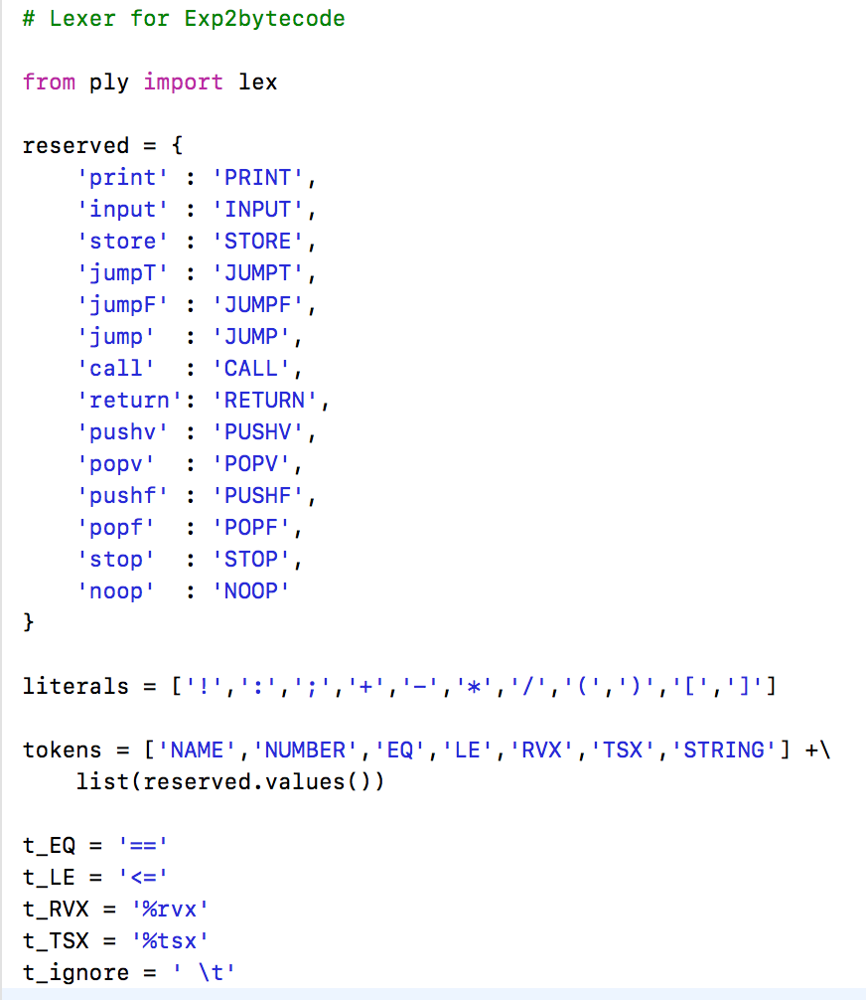 # Lexer for Exp2bytecode

from ply import lex

reserved = {
    'print' : 'PRINT',
    'input' : 'INPUT',
    'store' : 'STORE',
    'jumpT' : 'JUMPT',
    'jumpF' : 'JUMPF',
    'jump'  : 'JUMP',
    'call'  : 'CALL',
    'return': 'RETURN',
    'pushv' : 'PUSHV',
    'popv'  : 'POPV',
    'pushf' : 'PUSHF',
    'popf'  : 'POPF',
    'stop'  : 'STOP',
    'noop'  : 'NOOP'
}

literals = ['!',':',';','+','-','*','/','(',')','[',']']

tokens = ['NAME','NUMBER','EQ','LE','RVX','TSX','STRING'] +\
    list(reserved.values())

t_EQ = '=='
t_LE = '<='
t_RVX = '%rvx'
t_TSX = '%tsx'
t_ignore = ' \t'